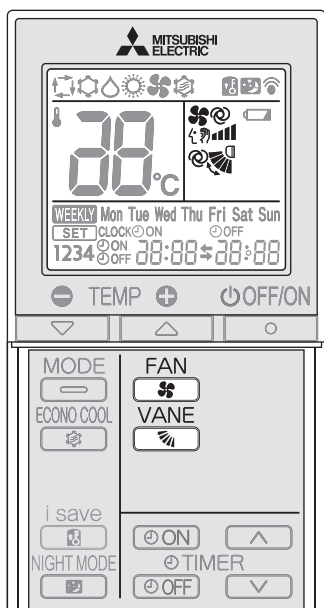 MITSUBISHI
ELECTRIC
88 °C
WEEKLY Mon Tue Wed Thu Fri Sat Sun
SET CLOCK ON OFF
1234 ON OFF 88:88 88:88
TEMP OFF/ON
MODE FAN
ECONO COOL VANE
i save
ON
NIGHT MODE TIMER
OFF